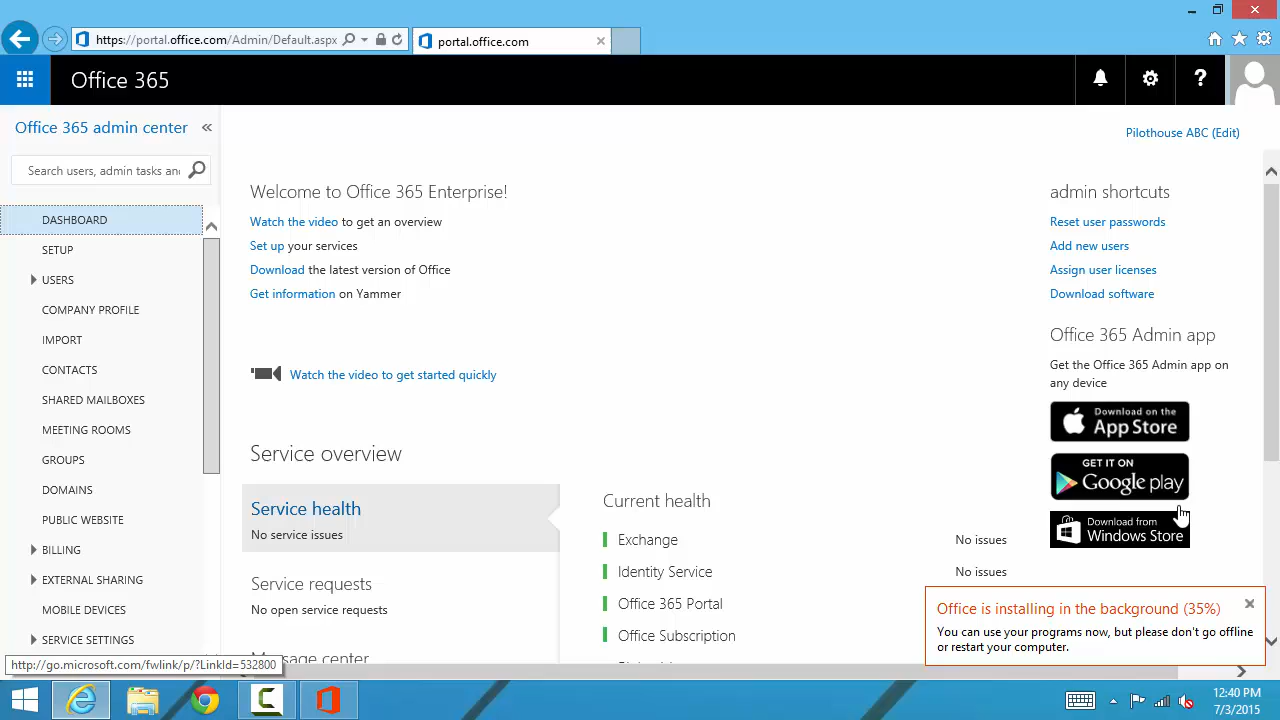 https://portal.office.com/Admin/Default.aspx
portal.office.com
Office 365
?
Office 365 admin center
«
Pilothouse ABC (Edit)
Search users, admin tasks an
DASHBOARD
SETUP
USERS
COMPANY PROFILE
IMPORT
CONTACTS
SHARED MAILBOXES
MEETING ROOMS
GROUPS
DOMAINS
PUBLIC WEBSITE
BILLING
EXTERNAL SHARING
MOBILE DEVICES
SERVICE SETTINGS
http://go.microsoft.com/fwlink/p/?LinkId=532800
Welcome to Office 365 Enterprise!
Watch the video to get an overview
Set up your services
Download the latest version of Office
Get information on Yammer
Watch the video to get started quickly
Service overview
Service health
No service issues
Service requests
No open service requests
Message center
Current health
Exchange No issues
Identity Service No issues
Office 365 Portal
Office Subscription
admin shortcuts
Reset user passwords
Add new users
Assign user licenses
Download software
Office 365 Admin app
Get the Office 365 Admin app on
any device
Download on the
App Store
GET IT ON
Google play
Download from
Windows Store
Office is installing in the background (35%)
You can use your programs now, but please don't go offline
or restart your computer.
12:40 PM
7/3/2015